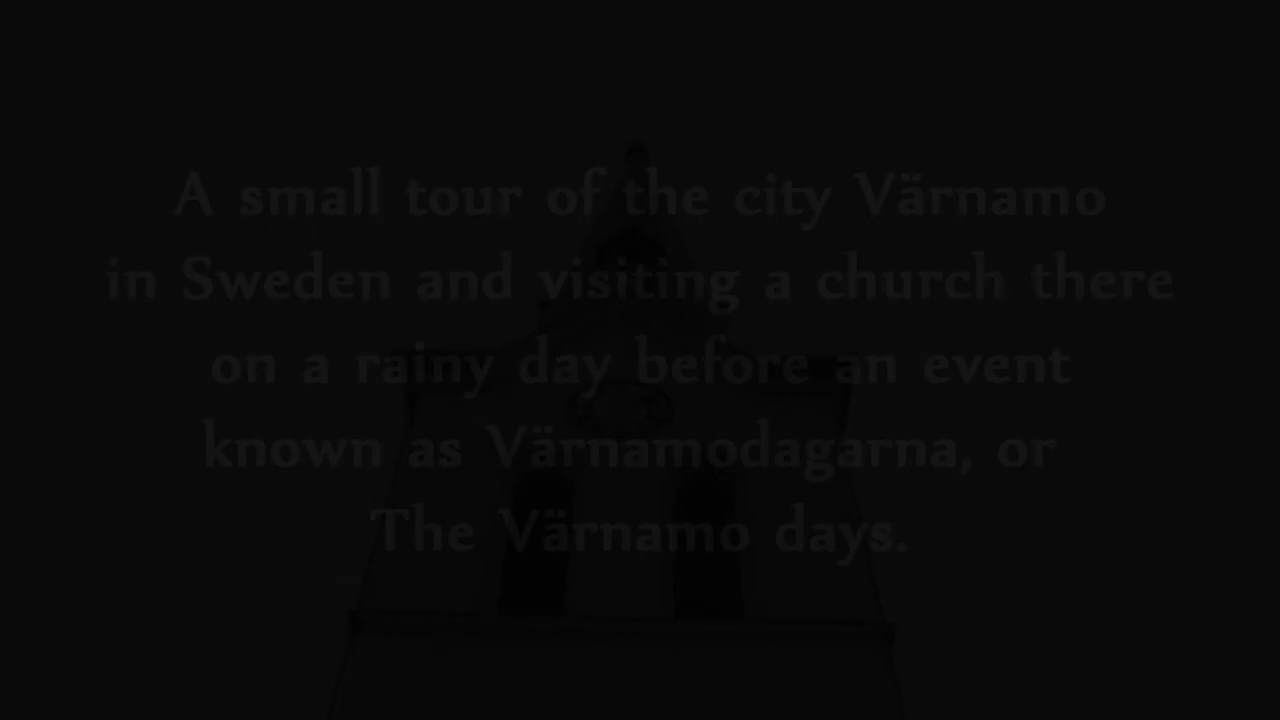 A small tour of the city Värnamo
in Sweden and visiting a church there
on a rainy day before an event
known as Värnamodagarna, or
The Värnamo days.